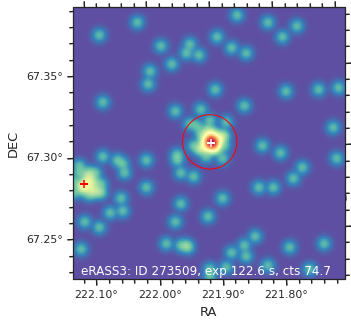 67.35°
67.30°
67.25°
DEC
eRASS3: ID 273509, exp 122.6 s, cts 74.7
222.10° 222.00° 221.90° 221.80°
RA